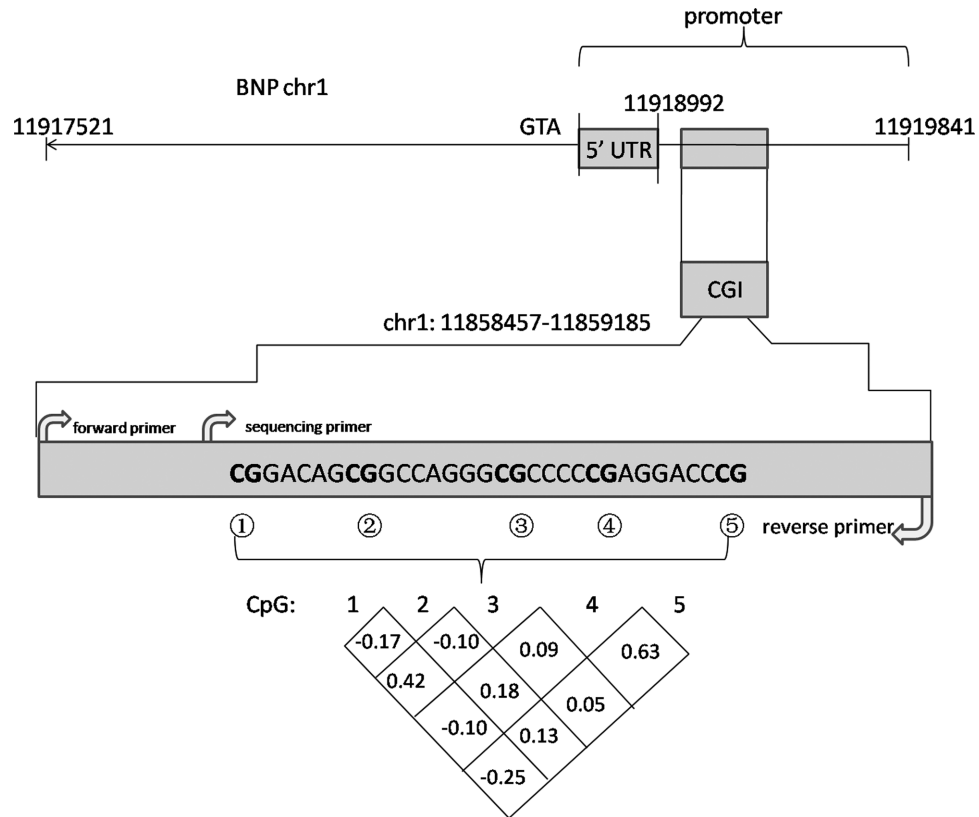 promoter
BNP chr1
11918992
11917521
GTA
11919841
5’ UTR
CGI
chr1: 11858457-11859185
forward primer
sequencing primer
CGGACAGCGGCCAGGGCGCCCCCGAGGACCCG
① ② ③ ④ ⑤
reverse primer
CpG: 1 2 3 4 5
-0.17 -0.10 0.09 0.63
0.42 0.18 0.05
-0.10 0.13
-0.25